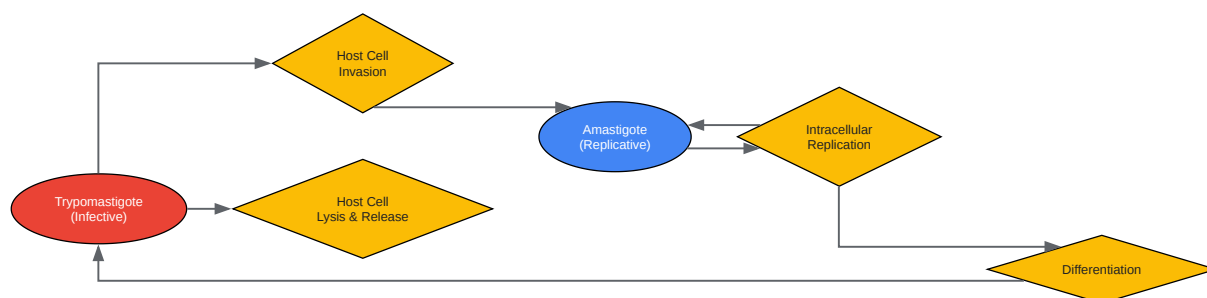 Host Cell
Invasion
Amastigote
(Replicative)
Intracellular
Replication
Trypomastigote
(Infective)
Host Cell
Lysis & Release
Differentiation